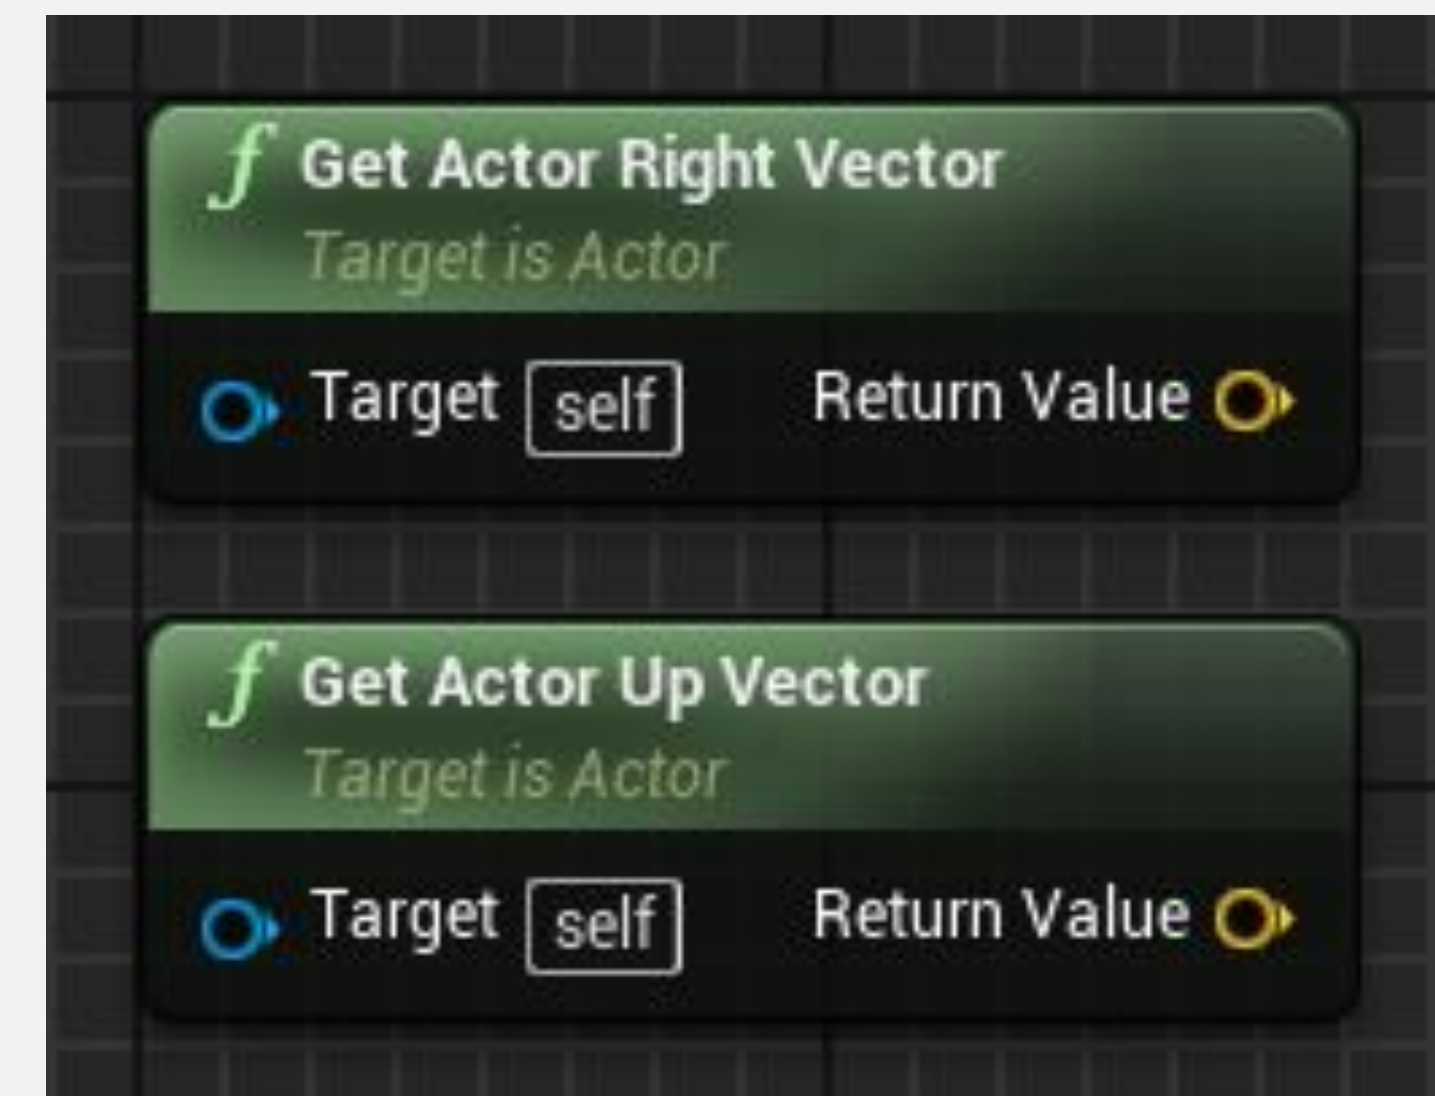 f Get Actor Right Vector
Target is Actor
Target self Return Value
f Get Actor Up Vector
Target is Actor
Target self Return Value